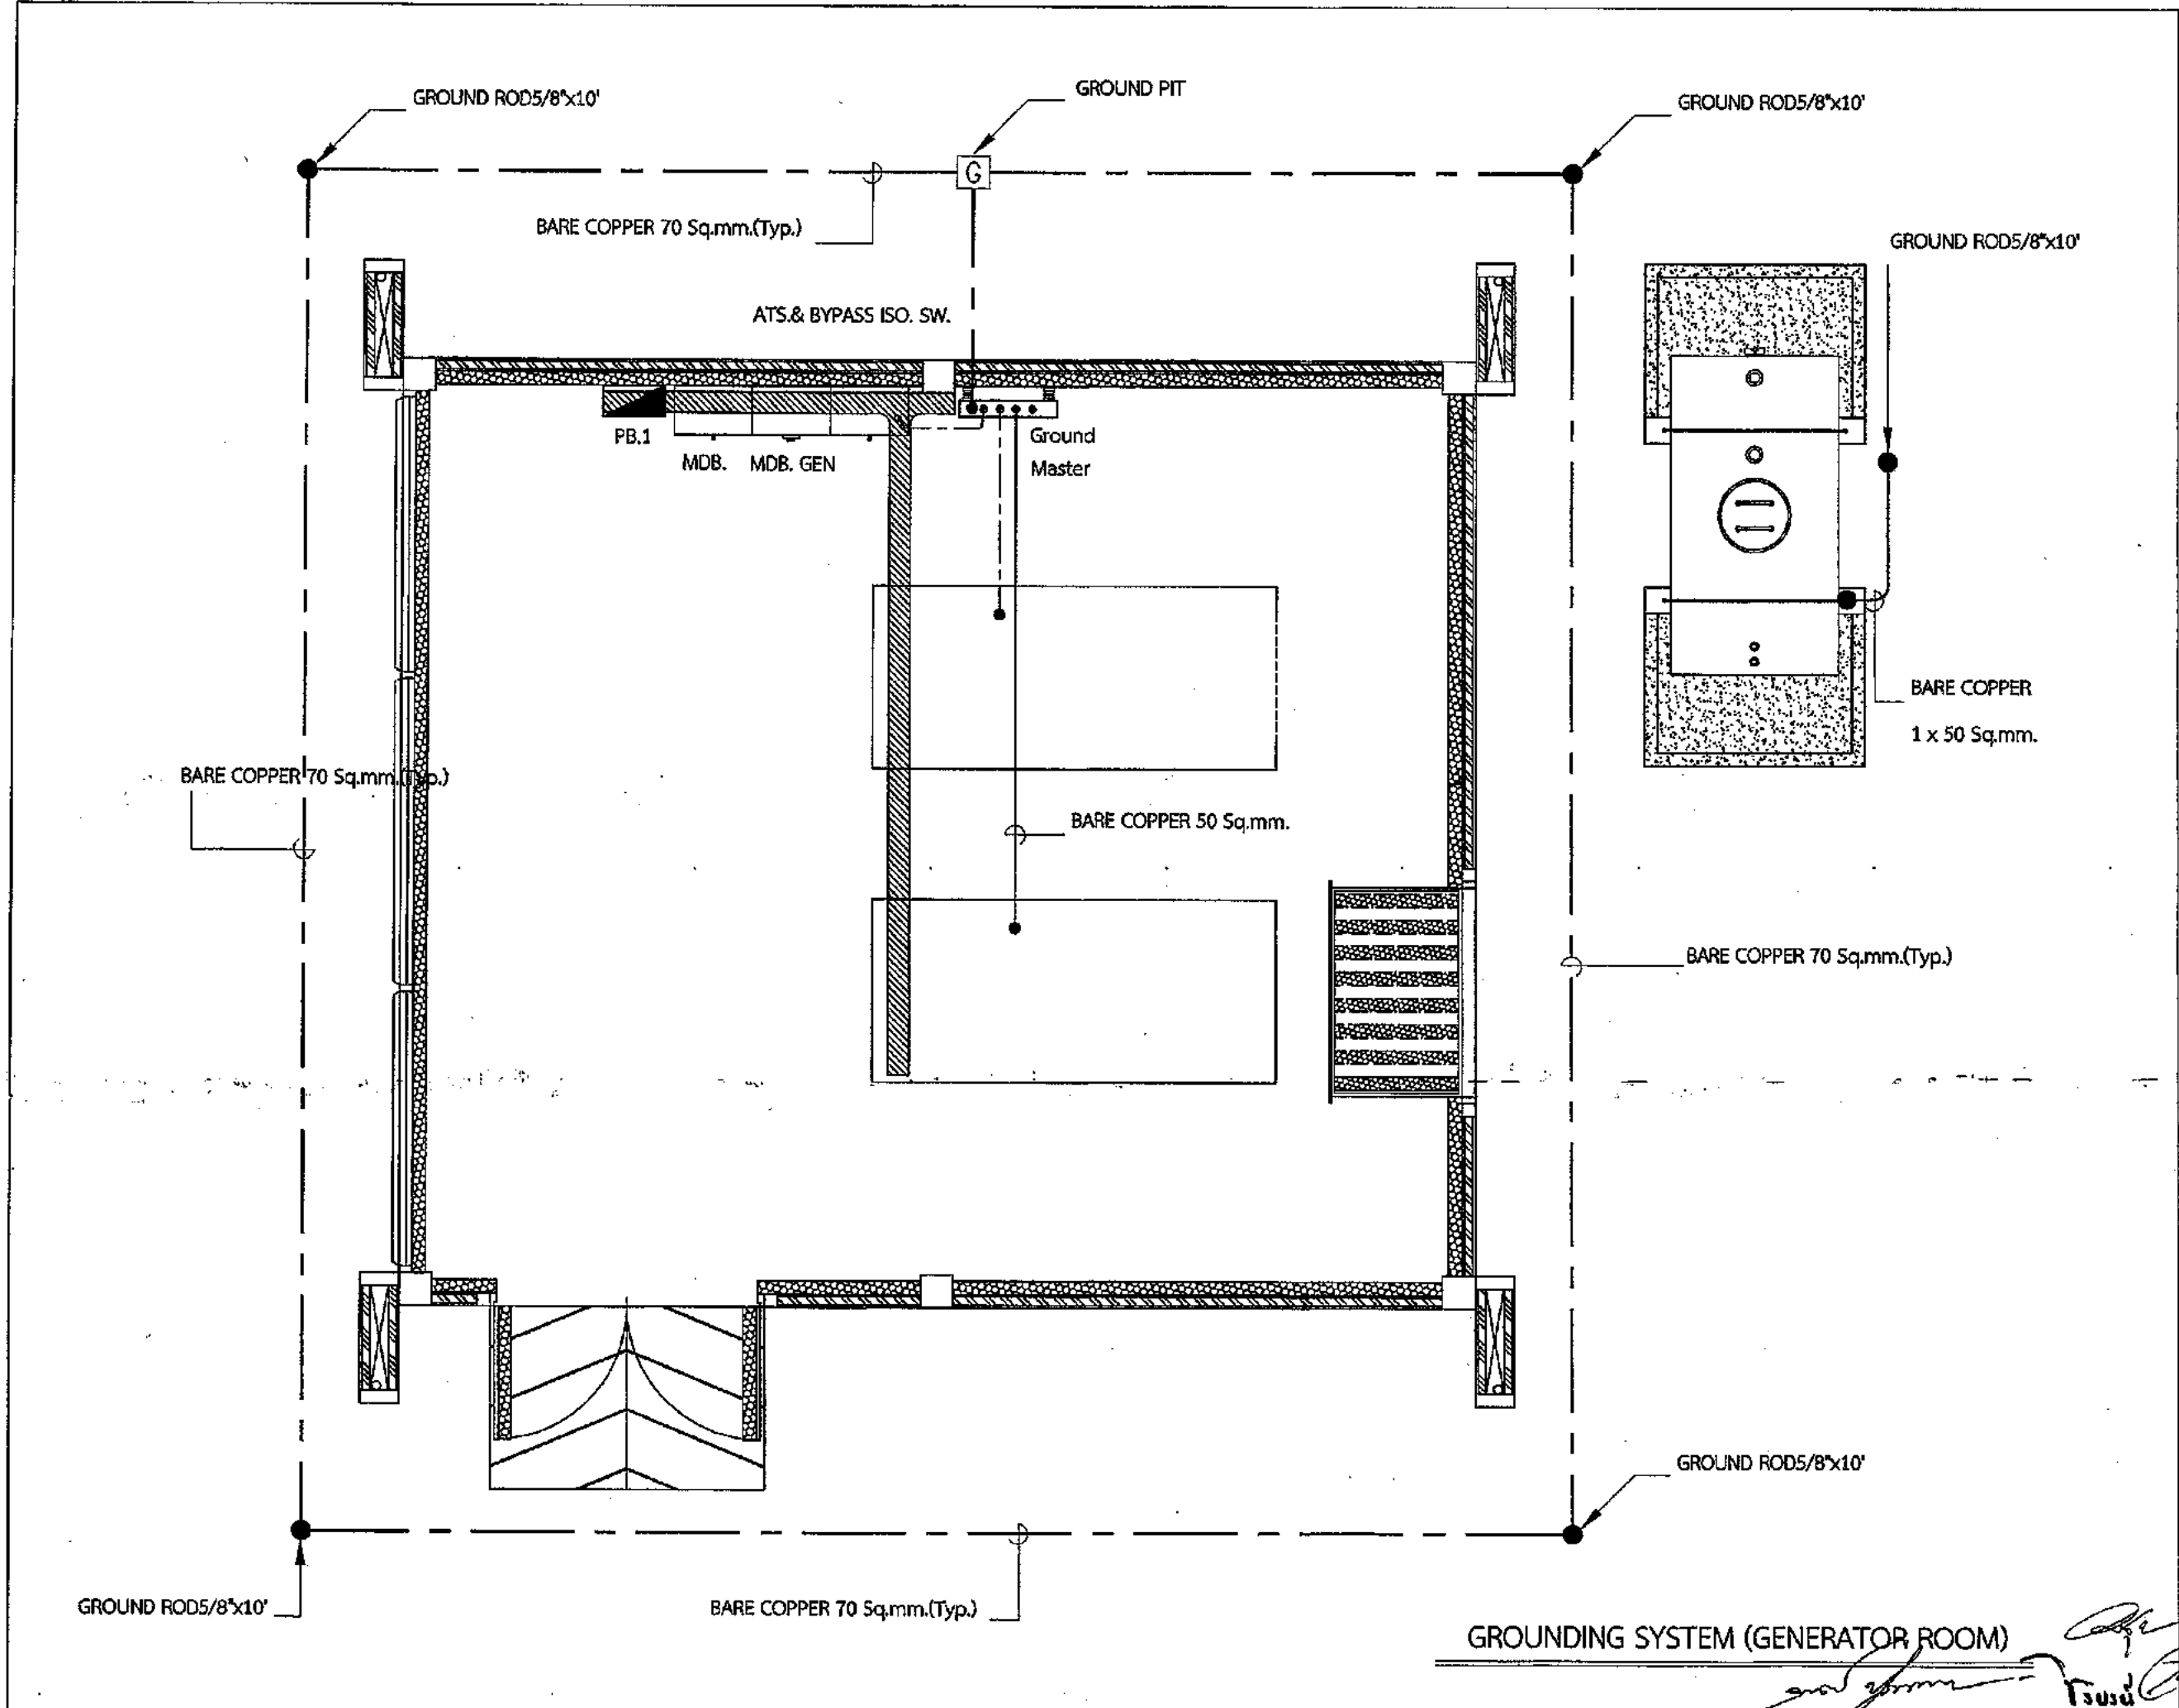 GROUND ROD5/8"x10'
GROUND PIT
GROUND ROD5/8"x10'
G
BARE COPPER 70 Sq.mm.(Typ.)
GROUND ROD5/8"x10'
ATS.& BYPASS ISO. SW.
PB.1
MDB.
MDB. GEN
Ground
Master
BARE COPPER
1 x 50 Sq.mm.
BARE COPPER 70 Sq.mm.(Typ.)
BARE COPPER 50 Sq.mm.
BARE COPPER 70 Sq.mm.(Typ.)
GROUND ROD5/8"x10'
GROUND ROD5/8"x10'
BARE COPPER 70 Sq.mm.(Typ.)
GROUNDING SYSTEM (GENERATOR ROOM)